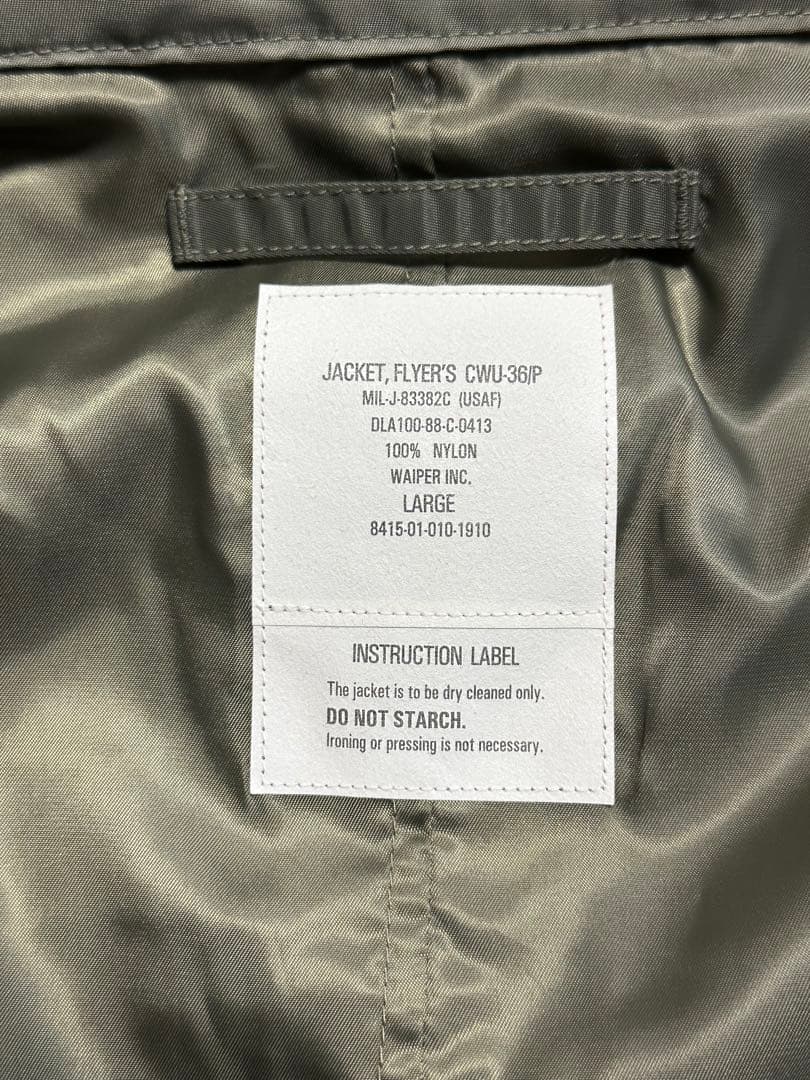 JACKET, FLYER'S CWU-36/P
MIL-J-83382C (USAF)
DLA100-88-C-0413
100% NYLON
WAIPER INC.
LARGE
8415-01-010-1910
INSTRUCTION LABEL
The jacket is to be dry cleaned only.
DO NOT STARCH.
Ironing or pressing is not necessary.